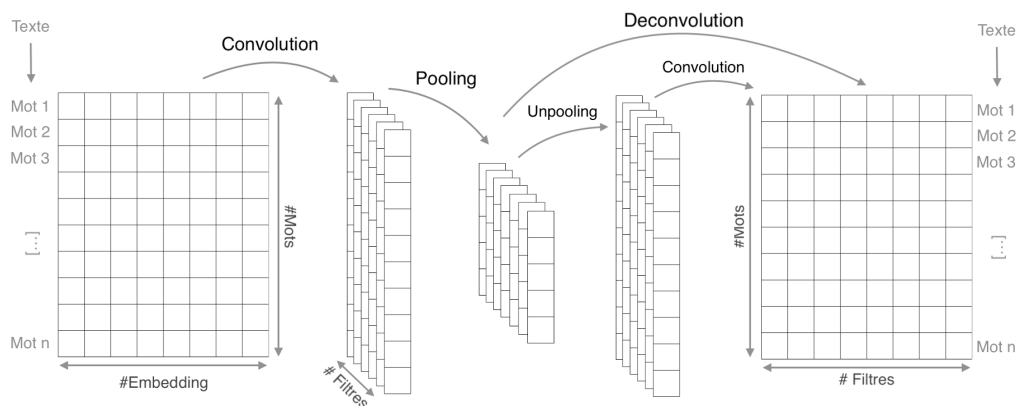 Texte
Mot 1
Mot 2
Mot 3
[...]
Mot n
#Embedding
#Mots
Convolution
# Filtres
Pooling
Unpooling
Deconvolution
Convolution
#Mots
# Filtres
Texte
Mot 1
Mot 2
Mot 3
[...]
Mot n